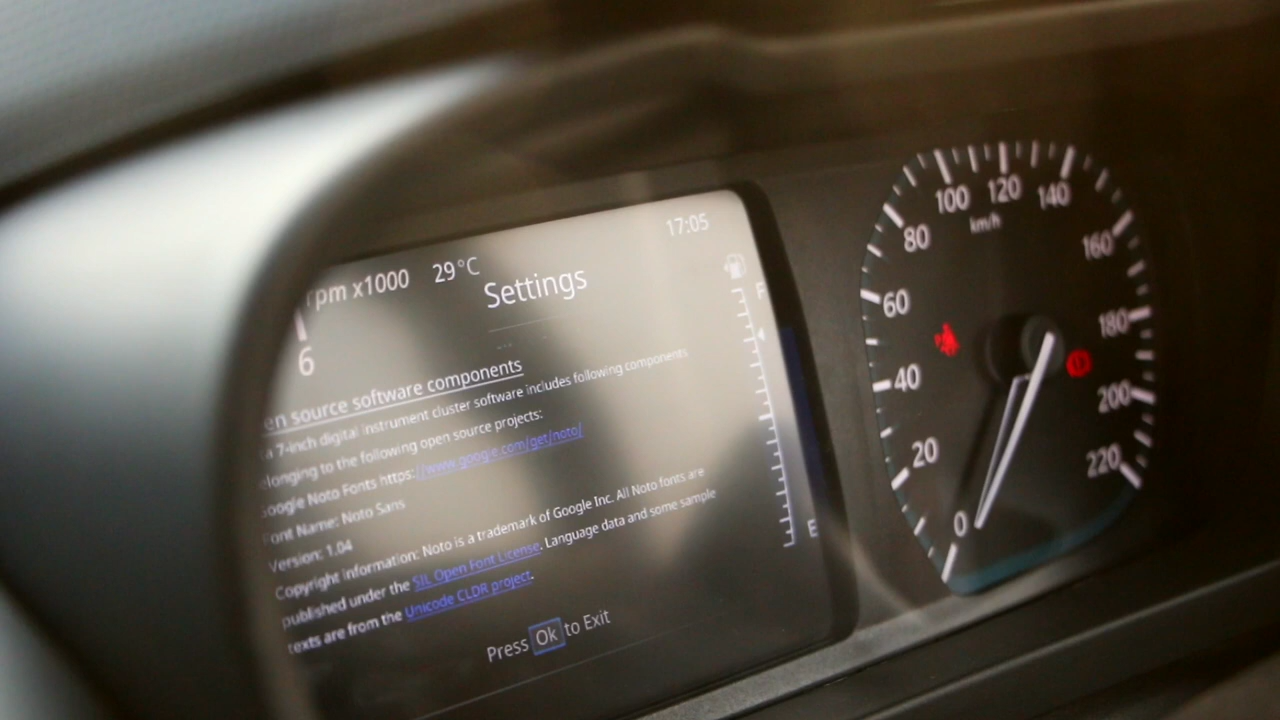 rpm x1000 29°C 17:05
Settings
6
F
en source software components
a 7-inch digital instrument cluster software includes following components
elonging to the following open source projects:
oogle Noto Fonts https://www.google.com/get/noto/
Font Name: Noto Sans
Version: 1.04
Copyright information: Noto is a trademark of Google Inc. All Noto fonts are
published under the SIL Open Font License. Language data and some sample
texts are from the Unicode CLDR project.
E
Press Ok to Exit
0
20
40
60
80
100
120
140
160
180
200
220
km/h